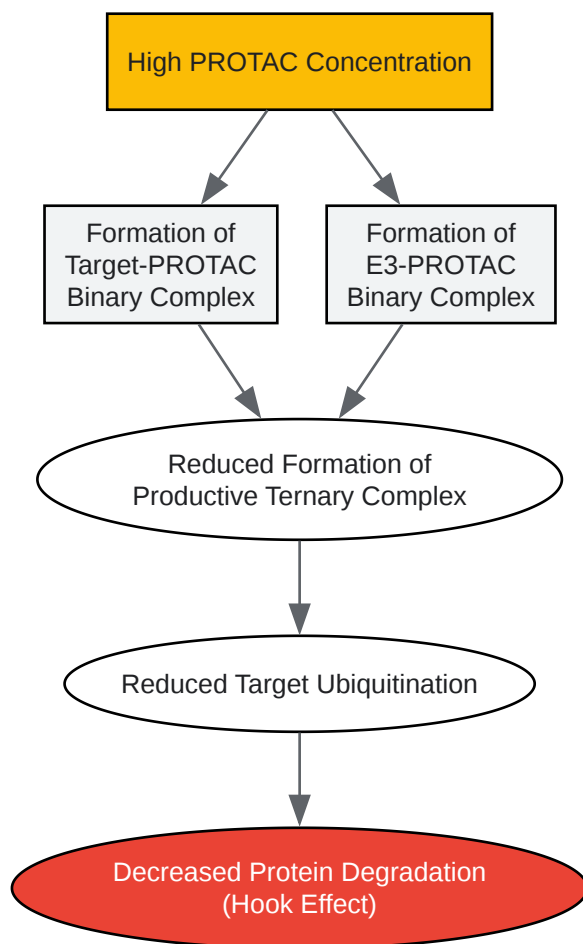 High PROTAC Concentration
Formation of
Target-PROTAC
Binary Complex
Formation of
E3-PROTAC
Binary Complex
Reduced Formation of
Productive Ternary Complex
Reduced Target Ubiquitination
Decreased Protein Degradation
(Hook Effect)